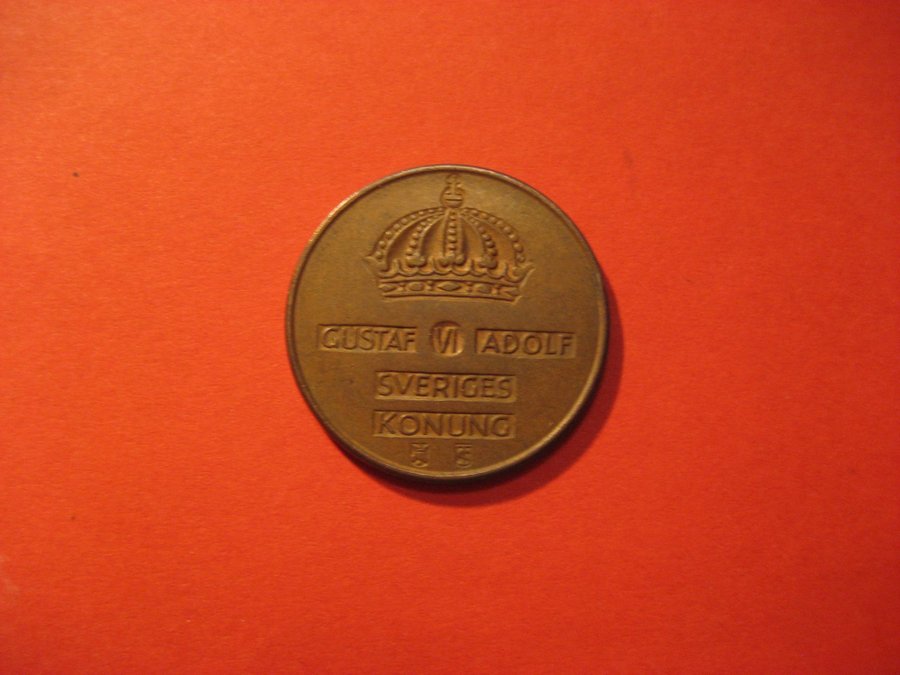 GUSTAF VI ADOLF
SVERIGES
KONUNG